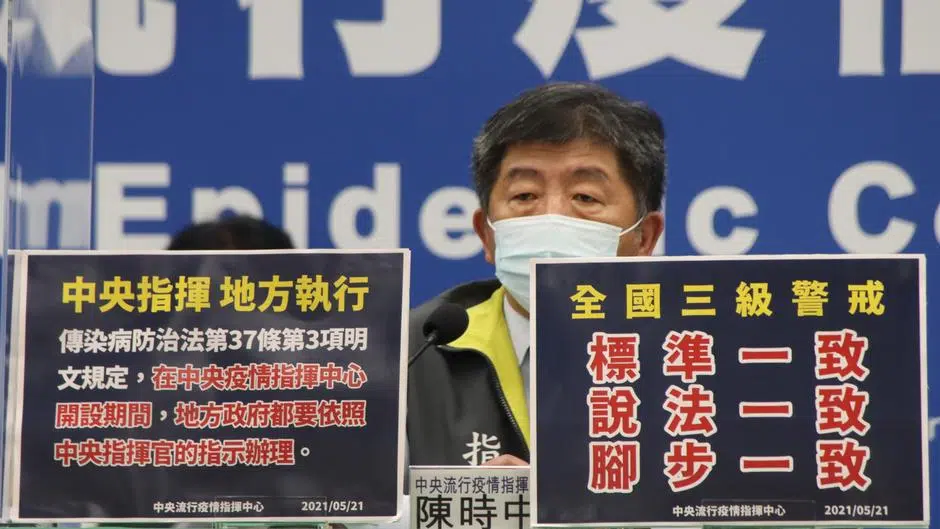 Epidemic C
中央指揮 地方執行
傳染病防治法第37條第3項明
文規定，在中央疫情指揮中心
開設期間，地方政府都要依照
中央指揮官的指示辦理。
中央流行疫情指揮中心 2021/05/21
全國三級警戒
標準一致
說法一致
腳步一致
中央流行疫情指揮中心 2021/05/21
指
中央流行疫情指揮
陳時中